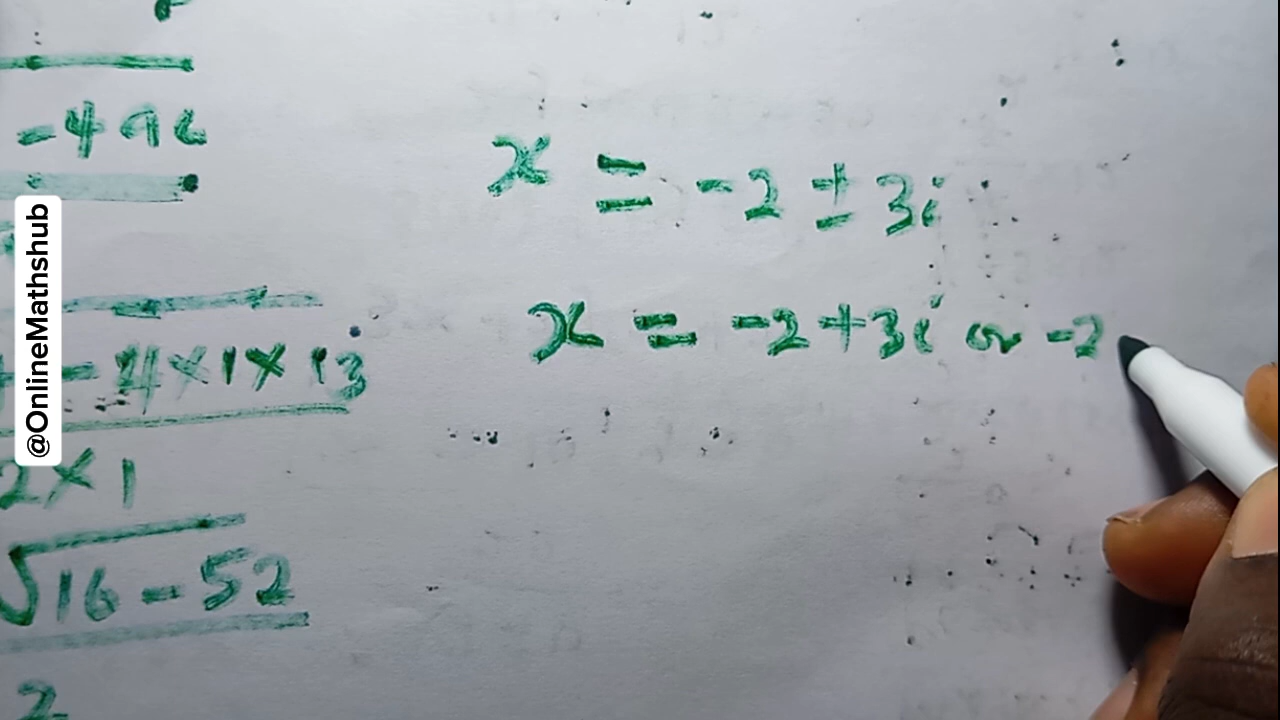 - 4ac
- 4 x 1 x 13
2 x 1
√16 - 52
2
x = -2 ± 3i
x = -2 + 3i or -2
@OnlineMathshub